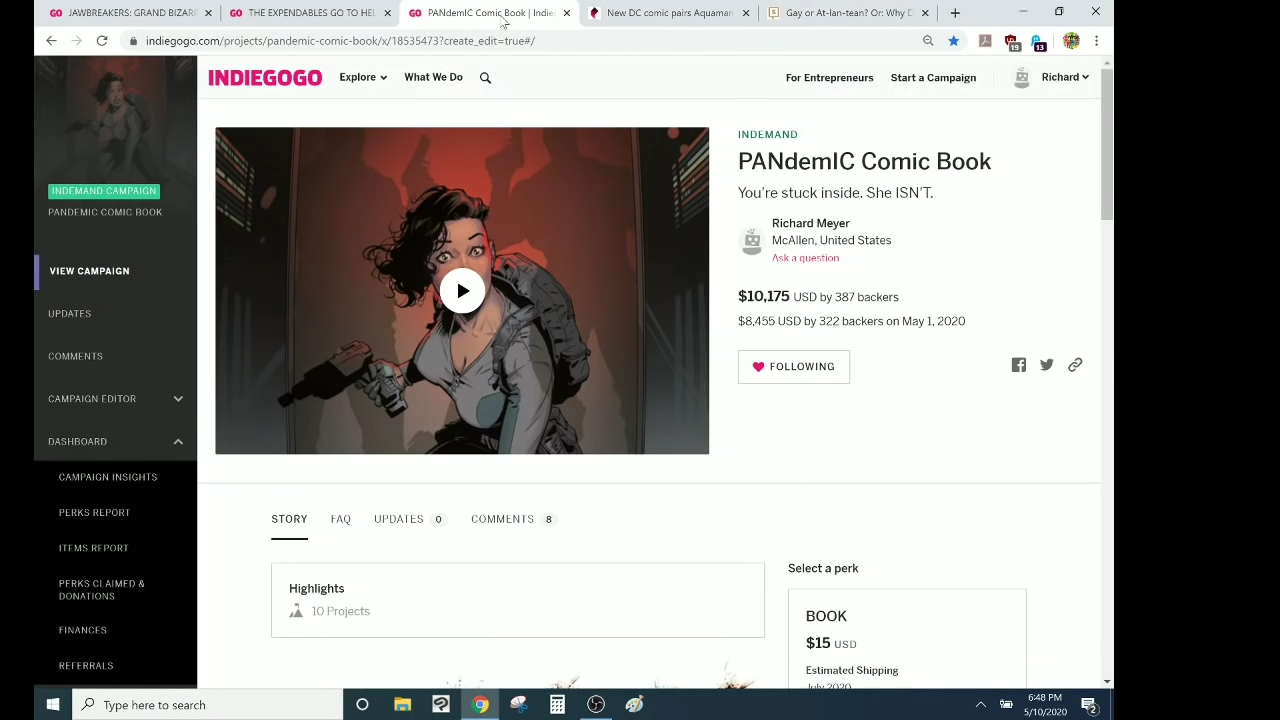 JAWBREAKERS: GRAND BIZARR
THE EXPENDABLES GO TO HEL
PANdemIC Comic Book | Indie
New DC comic pairs Aquaman
Gay or At-lan-tean? Or: Why D
indiegogo.com/projects/pandemic-comic-book/x/18535473?create_edit=true#/
19
13
INDIEGOGO
Explore
What We Do
For Entrepreneurs
Start a Campaign
Richard
INDEMAND CAMPAIGN
PANDEMIC COMIC BOOK
VIEW CAMPAIGN
UPDATES
COMMENTS
CAMPAIGN EDITOR
DASHBOARD
CAMPAIGN INSIGHTS
PERKS REPORT
ITEMS REPORT
PERKS CLAIMED &
DONATIONS
FINANCES
REFERRALS
INDEMAND
PANdemIC Comic Book
You're stuck inside. She ISN'T.
Richard Meyer
McAllen, United States
Ask a question
$10,175 USD by 387 backers
$8,455 USD by 322 backers on May 1, 2020
FOLLOWING
STORY
FAQ
UPDATES 0
COMMENTS 8
Highlights
10 Projects
Select a perk
BOOK
$15 USD
Estimated Shipping
July 2020
Type here to search
6:48 PM
5/10/2020
2